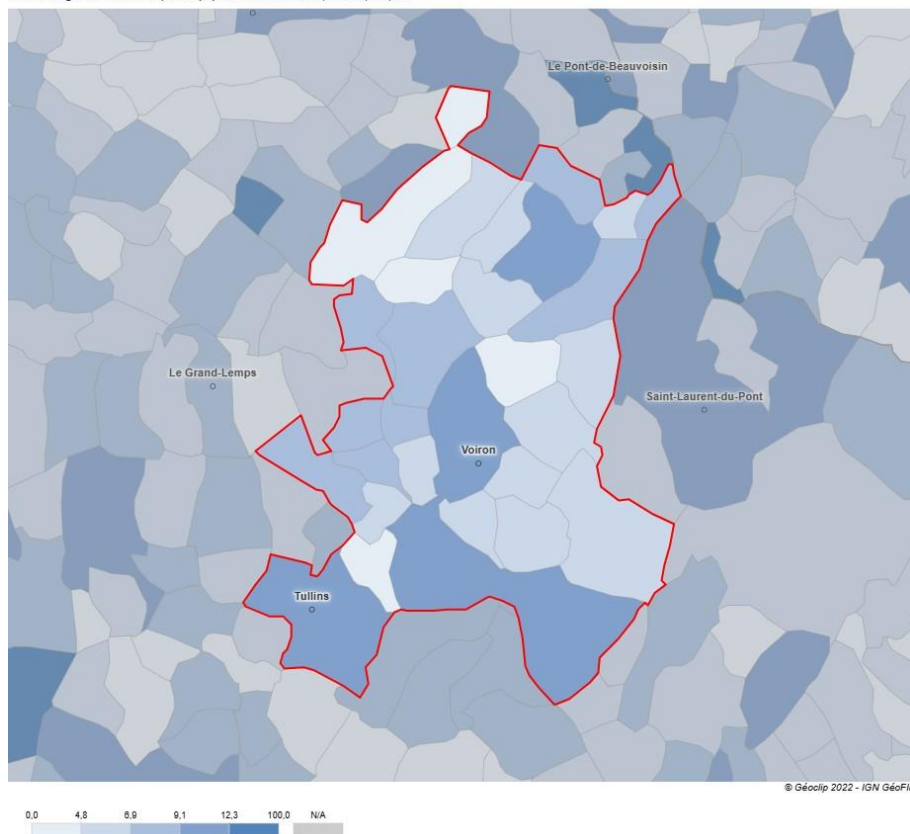 Le Pont-de-Beauvoisin
Le Grand-Lemps
Saint-Laurent-du-Pont
Voiron
Tullins
© Géoclip 2022 - IGN GéoFl
0,0 4,8 6,9 9,1 12,3 100,0 N/A